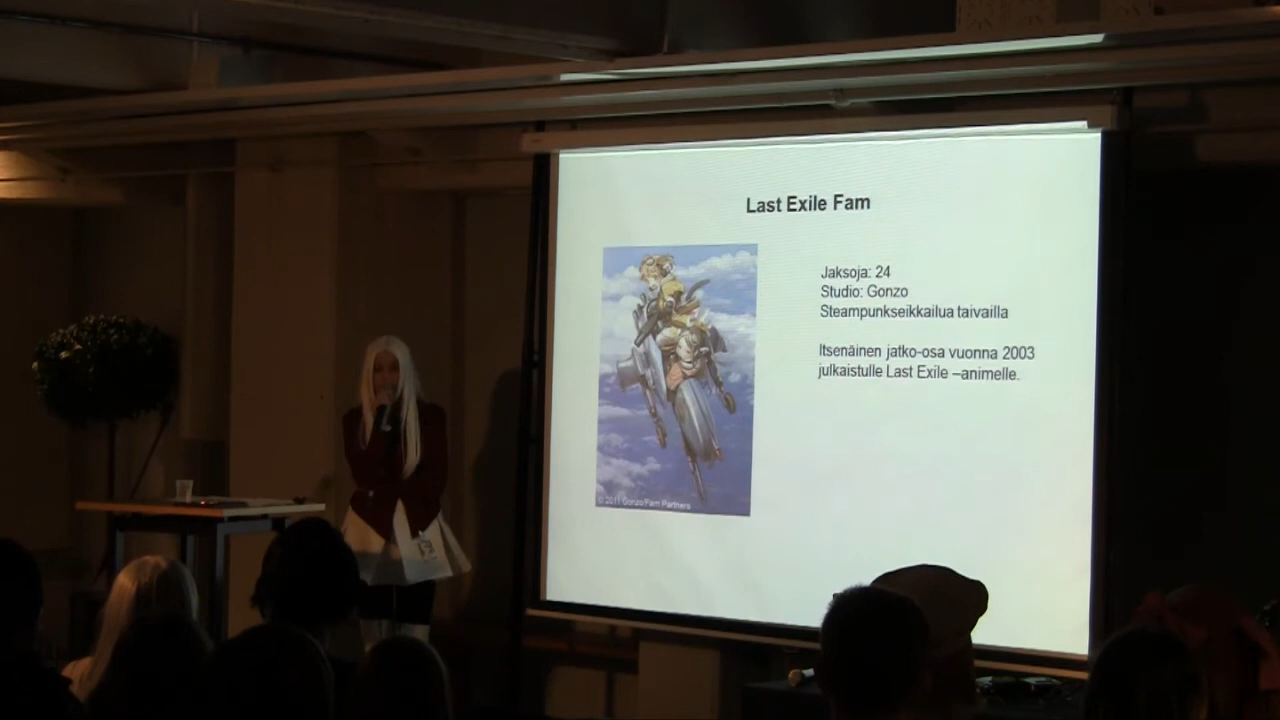 Last Exile Fam
Jaksoja: 24
Studio: Gonzo
Steampunkseikkailua taivailla
Itsenäinen jatko-osa vuonna 2003
julkaistulle Last Exile –animelle.
© 2011 Gonzo/Fam Partners